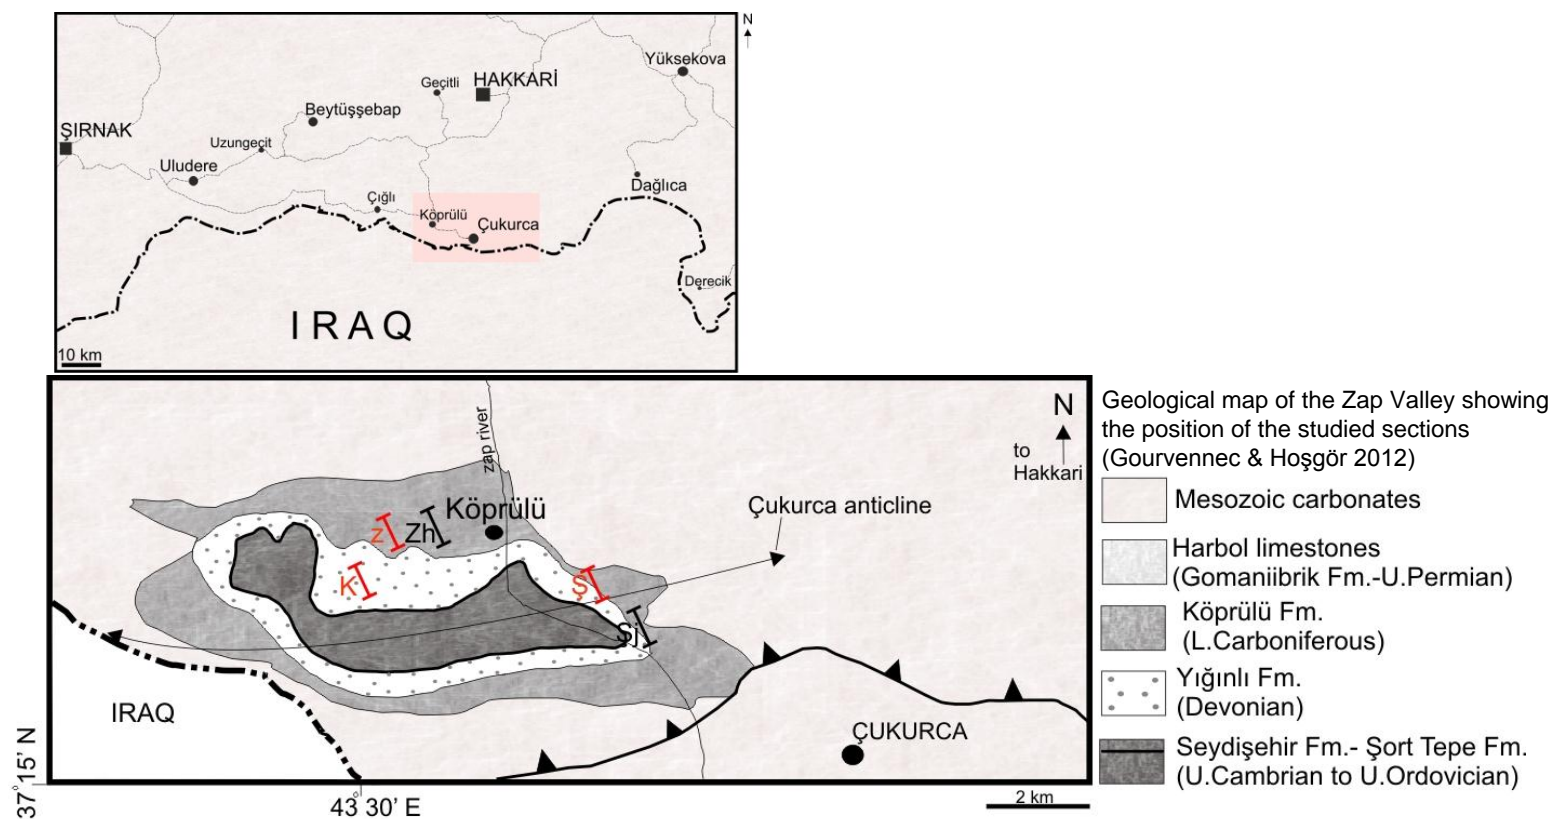 N
Yüksekova
Geçitli
HAKKARİ
Beytüşşebap
ŞIRNAK
Uzungeçit
Uludere
Dağlıca
Çığlı
Köprülü
Çukurca
Derecik
IRAQ
10 km
zap river
N
to
Hakkari
Çukurca anticline
Köprülü
z
Zh
K
Ş
Şj
IRAQ
ÇUKURCA
37° 15' N
43° 30' E
2 km
Geological map of the Zap Valley showing
the position of the studied sections
(Gourvennec & Hoşgör 2012)
Mesozoic carbonates
Harbol limestones
(Gomaniibrik Fm.-U.Permian)
Köprülü Fm.
(L.Carboniferous)
Yığınlı Fm.
(Devonian)
Seydişehir Fm.- Şort Tepe Fm.
(U.Cambrian to U.Ordovician)